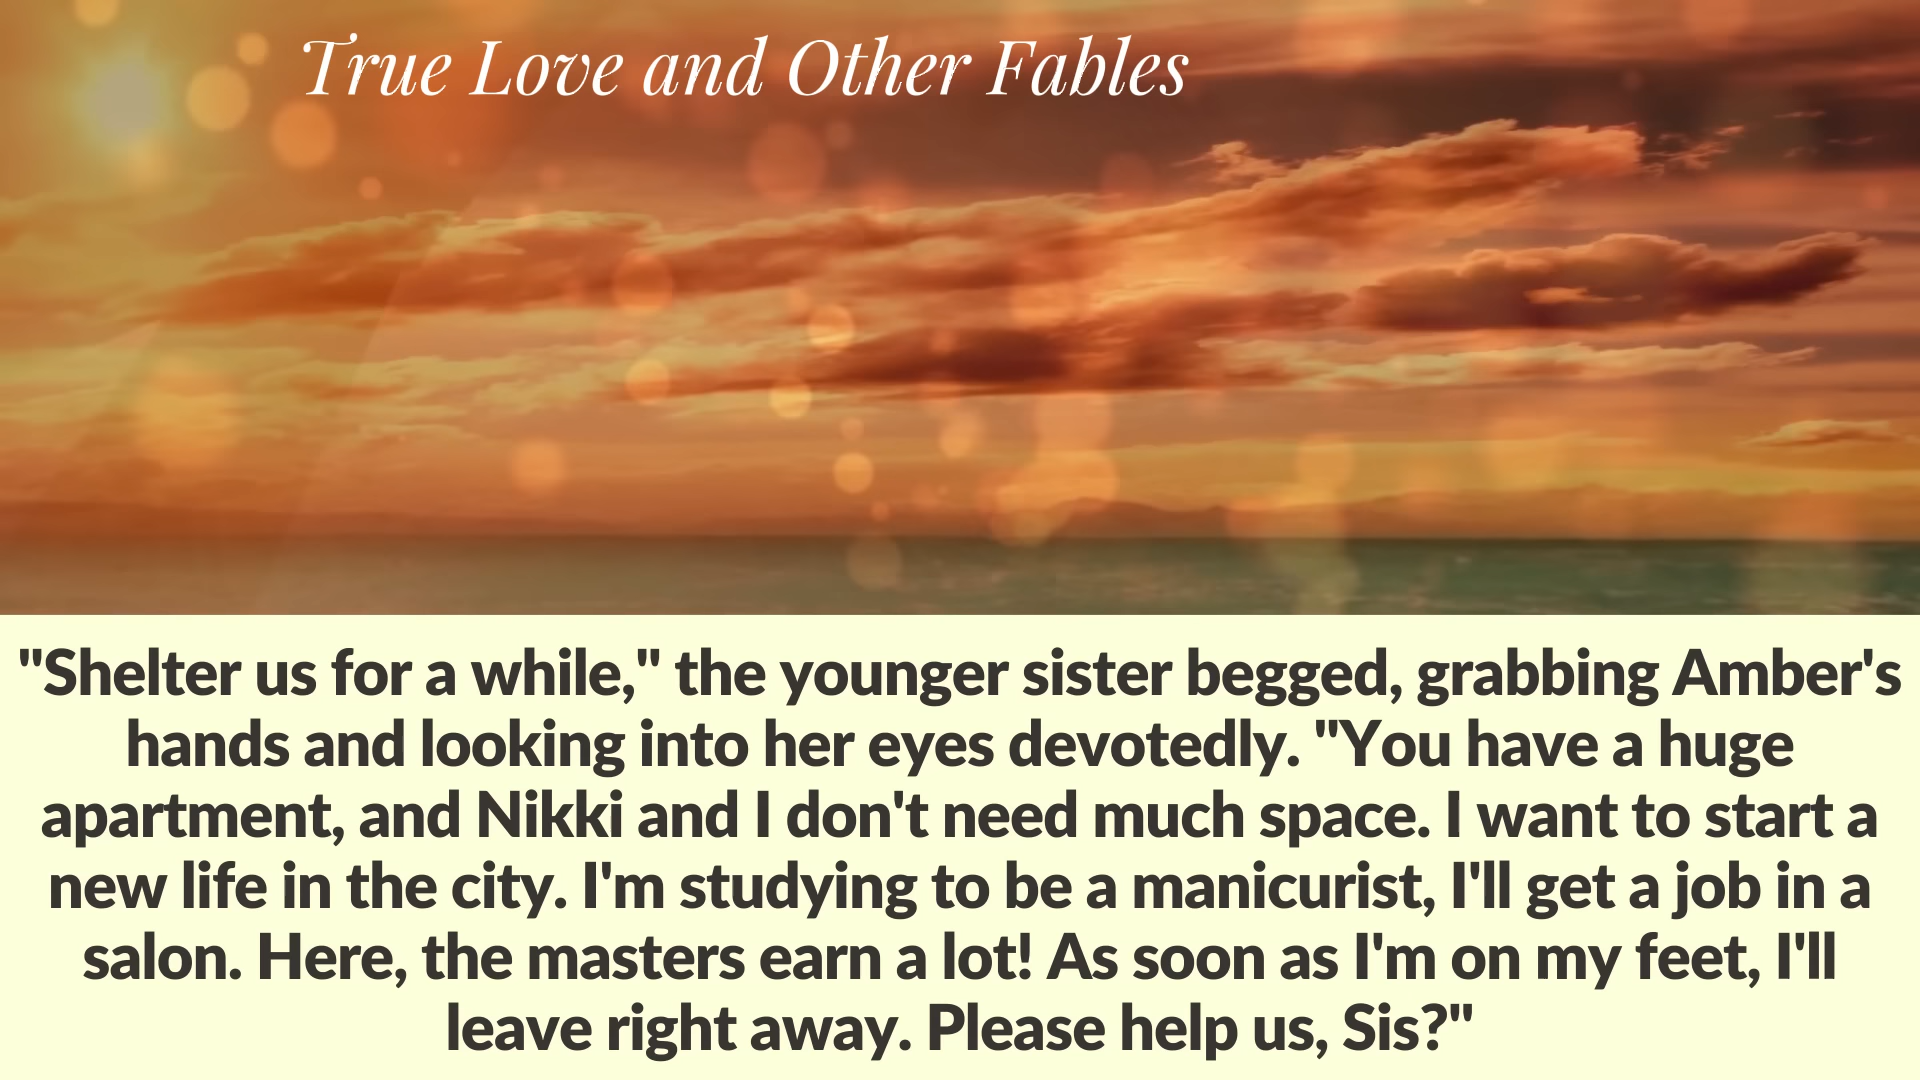 True Love and Other Fables
"Shelter us for a while," the younger sister begged, grabbing Amber's
hands and looking into her eyes devotedly. "You have a huge
apartment, and Nikki and I don't need much space. I want to start a
new life in the city. I'm studying to be a manicurist, I'll get a job in a
salon. Here, the masters earn a lot! As soon as I'm on my feet, I'll
leave right away. Please help us, Sis?"